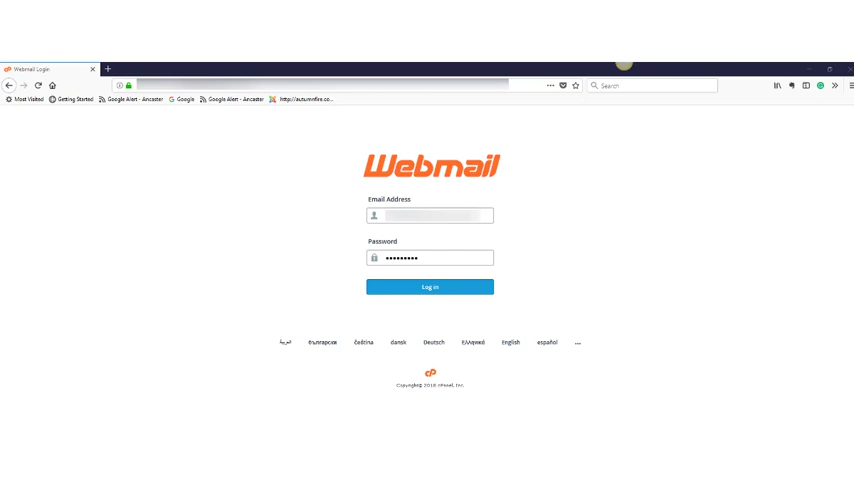 Webmail Login
Search
Most Visited Getting Started Google Alert - Ancaster Google Google Alert - Ancaster http://autumnfire.co...
Webmail
Email Address
Password
•••••••••
Log in
العربية български čeština dansk Deutsch Ελληνικά English español ...
cP
Copyright© 2018 cPanel, Inc.